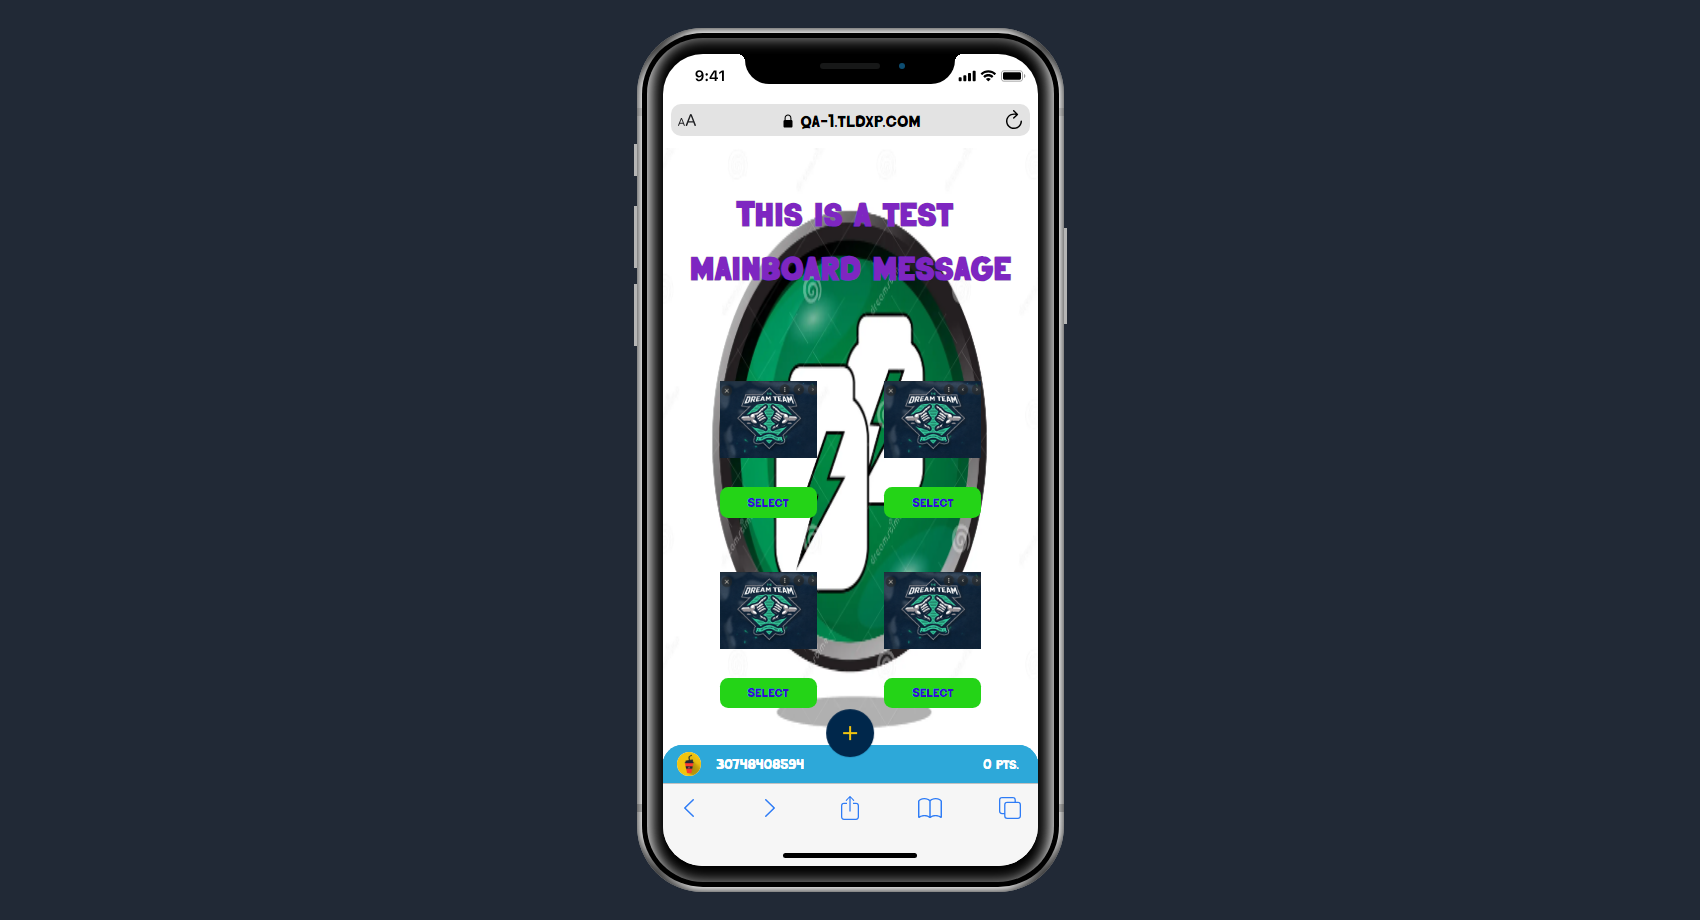 9:41
AA QA-1.TLDXP.COM
THIS IS A TEST
MAINBOARD MESSAGE
DREAM TEAM DREAM TEAM
SELECT SELECT
DREAM TEAM DREAM TEAM
SELECT SELECT
+
30748408594 0 PTS.